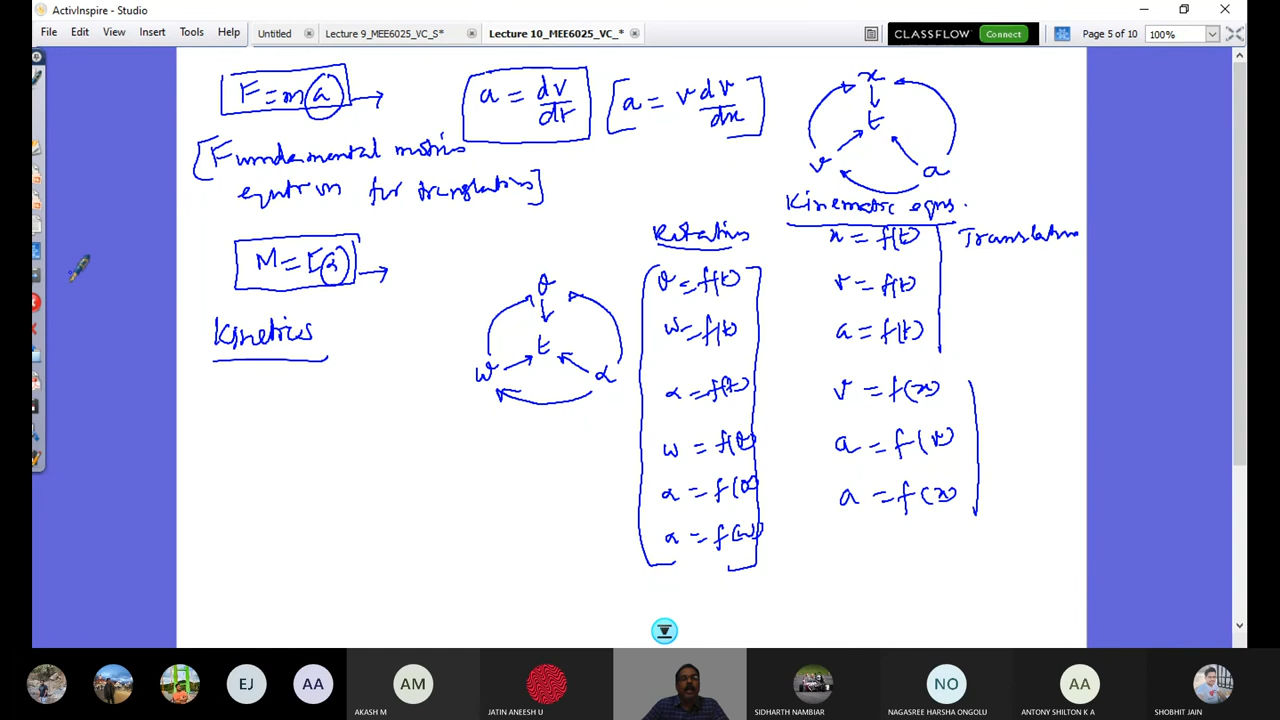 ActivInspire - Studio
File Edit View Insert Tools Help
Untitled
Lecture 9_MEE6025_VC_S*
Lecture 10_MEE6025_VC_*
CLASSFLOW Connect
Page 5 of 10
100%
F = ma
a = dv/dt
[a = v dv/dx]
[Fundamental motion
equation for translation]
x
t
v
a
Kinematic eqns.
M = Iα
Kinetics
θ
t
ω
α
Rotation
θ = f(t)
ω = f(t)
α = f(t)
ω = f(θ)
α = f(θ)
α = f(ω)
Translation
x = f(t)
v = f(t)
a = f(t)
v = f(x)
a = f(v)
a = f(x)
EJ
AA
AM
NO
AA
AKASH M
JATIN ANEESH U
SIDHARTH NAMBIAR
NAGASREE HARSHA ONGOLU
ANTONY SHILTON K A
SHOBHIT JAIN